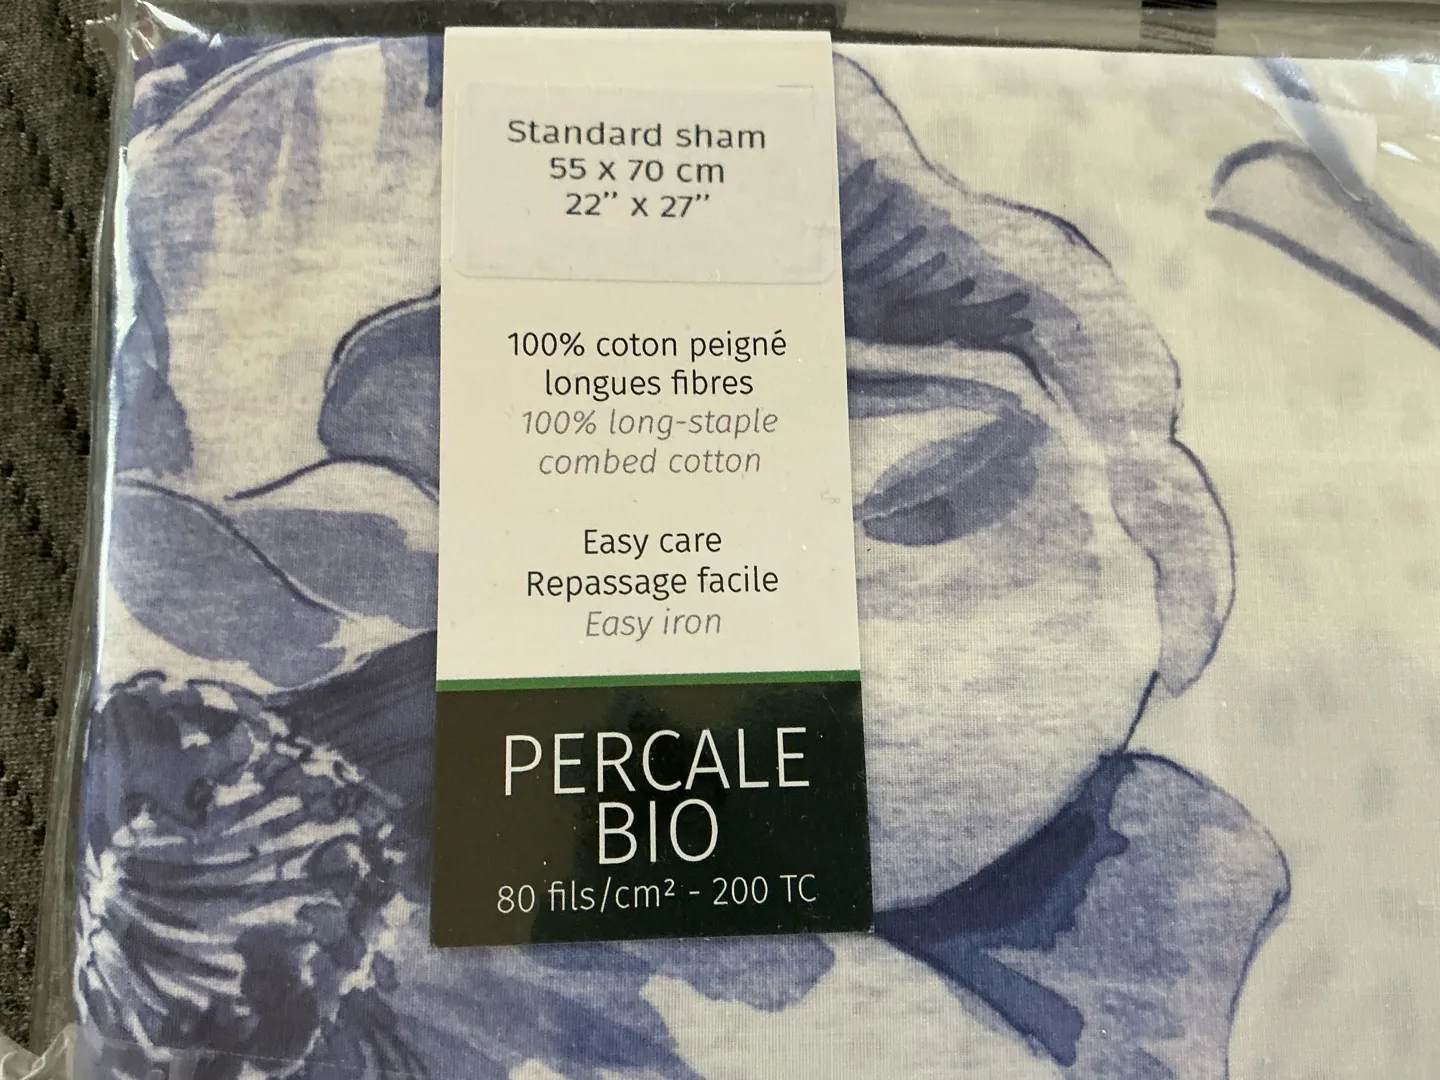 Standard sham
55 x 70 cm
22” x 27”
100% coton peigné
longues fibres
100% long-staple
combed cotton
Easy care
Repassage facile
Easy iron
PERCALE
BIO
80 fils/cm² - 200 TC